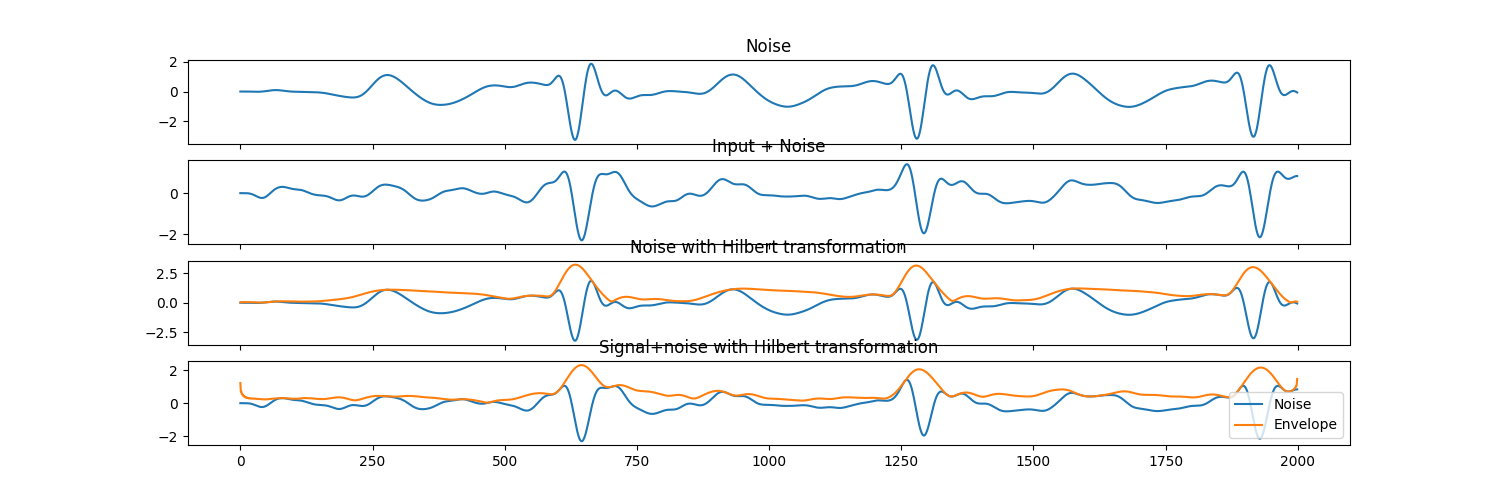 Noise
2
0
−2
Input + Noise
0
−2
Noise with Hilbert transformation
2.5
0.0
−2.5
Signal+noise with Hilbert transformation
2
0
−2
Noise
Envelope
0 250 500 750 1000 1250 1500 1750 2000